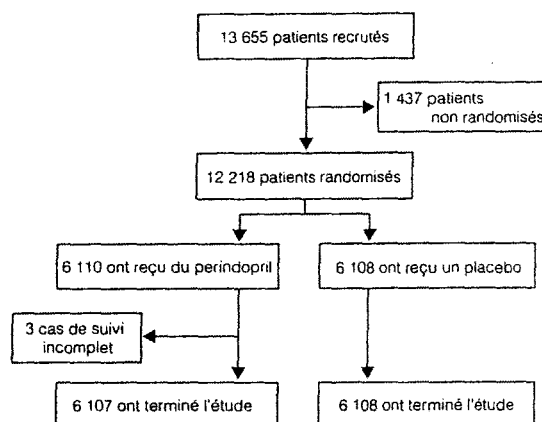 13 655 patients recrutés
1 437 patients
non randomisés
12 218 patients randomisés
6 110 ont reçu du perindopril
6 108 ont reçu un placebo
3 cas de suivi
incomplet
6 107 ont terminé l'étude
6 108 ont terminé l'étude